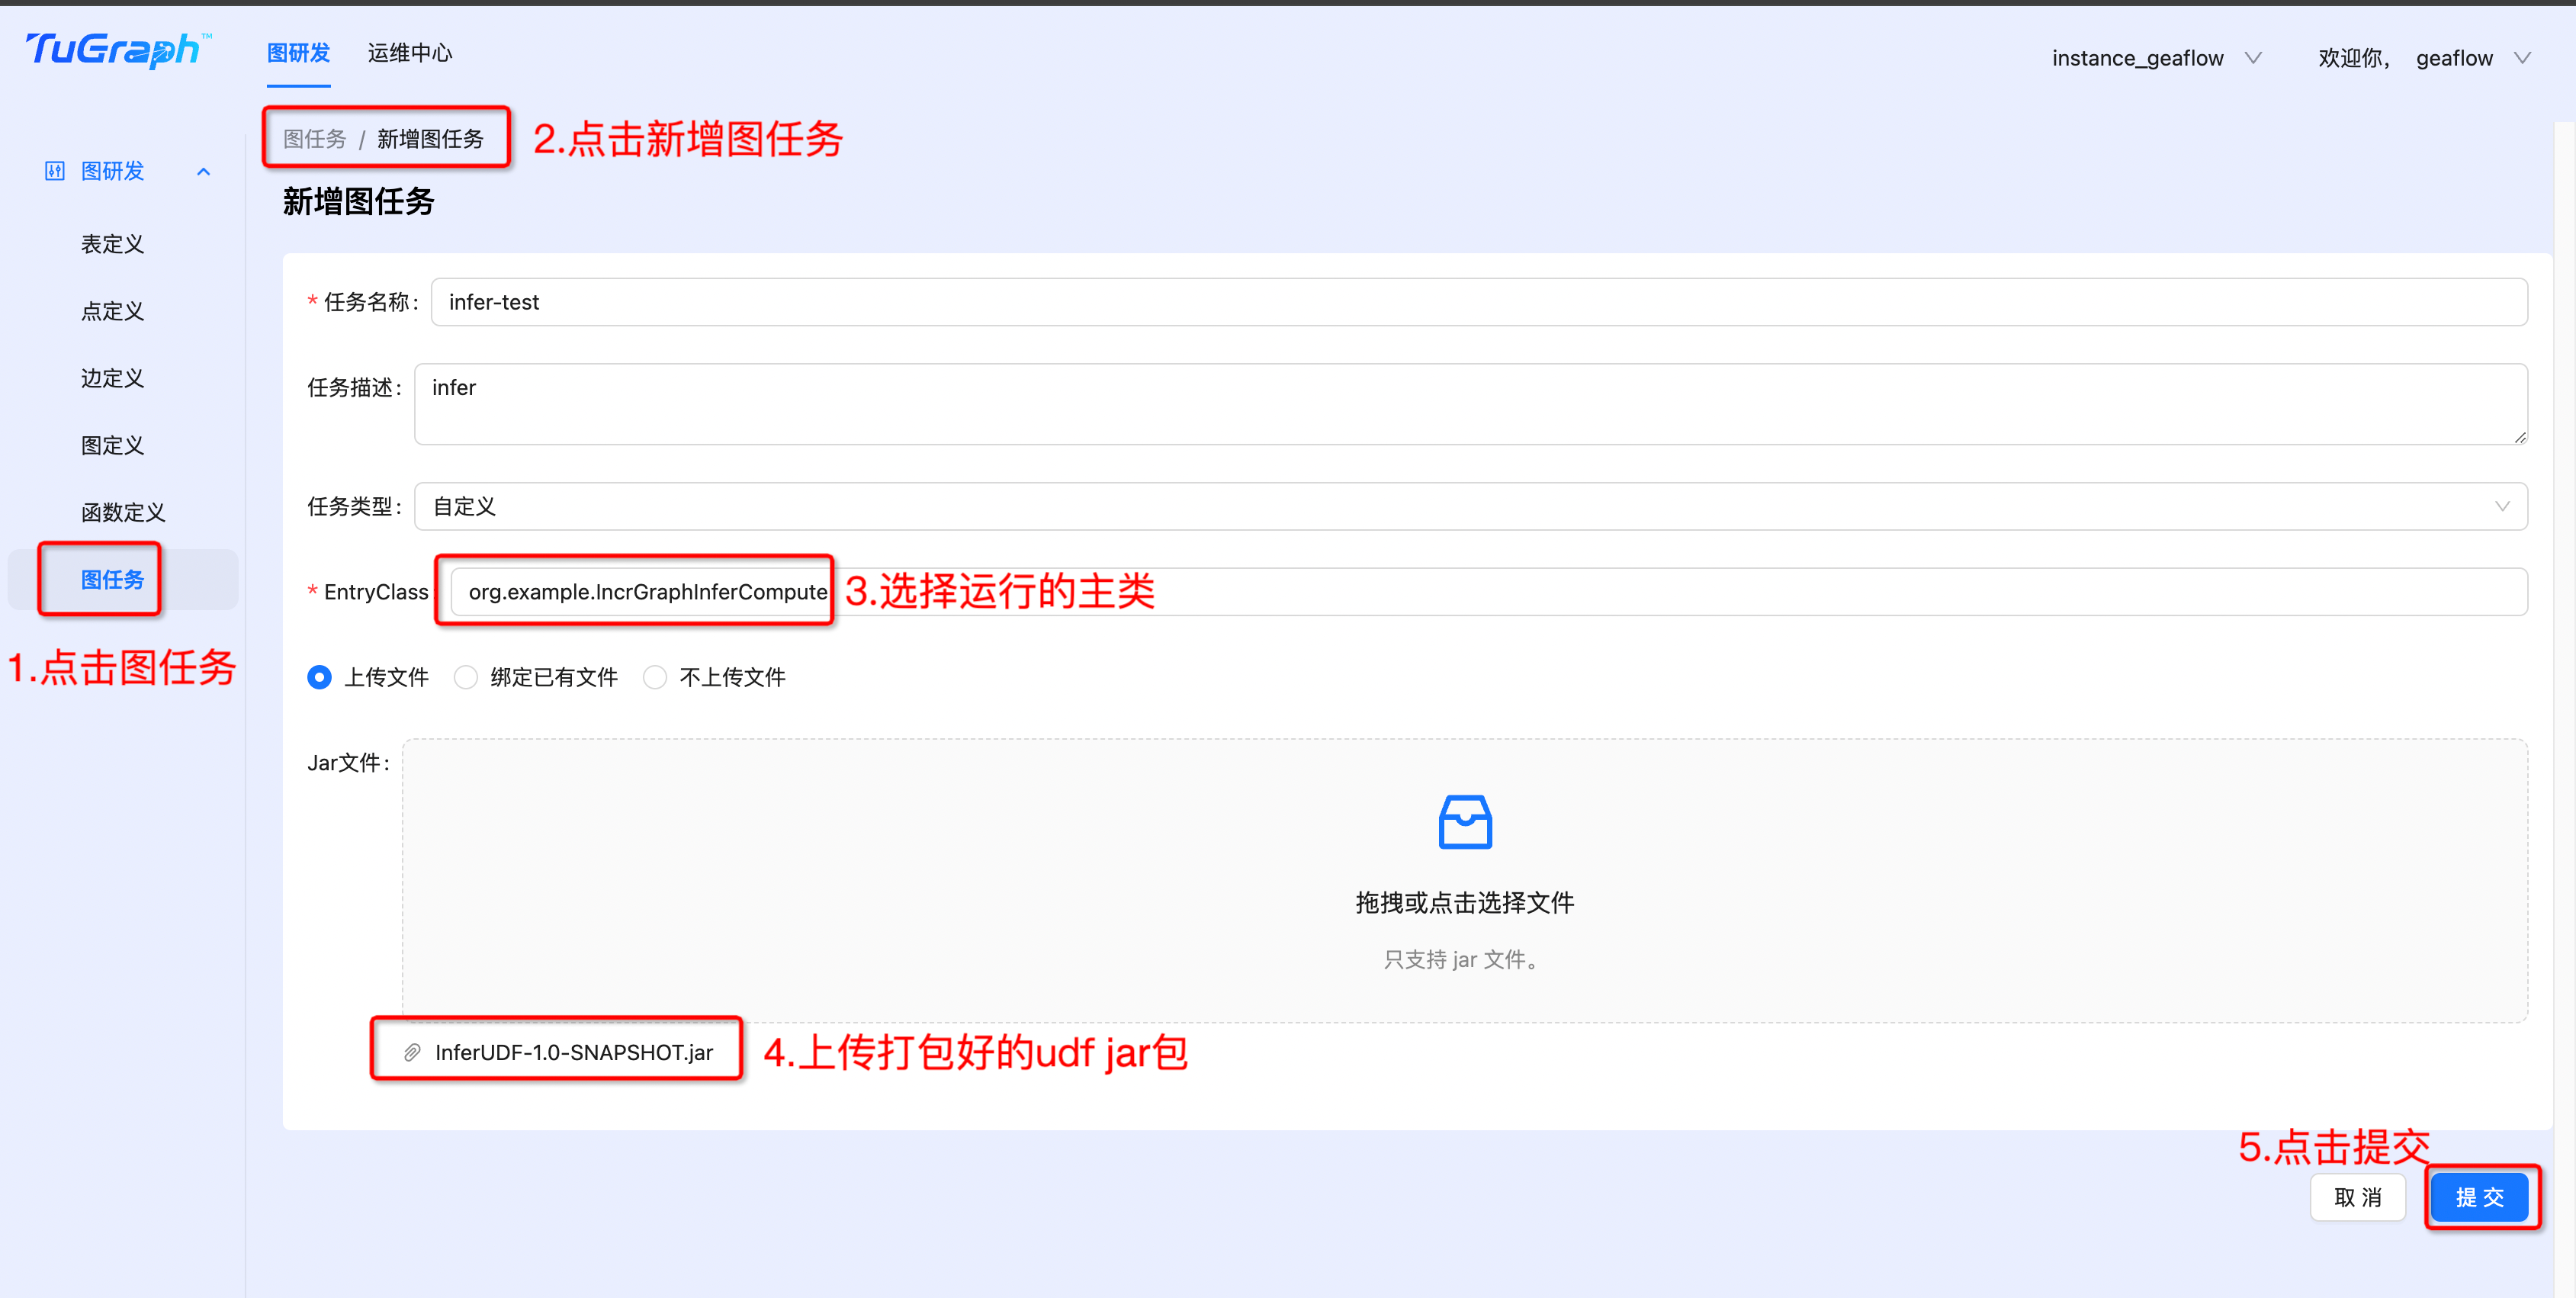 TuGraph™
图研发 运维中心
instance_geaflow 欢迎你, geaflow
图研发
表定义
点定义
边定义
图定义
函数定义
图任务
1.点击图任务
图任务 / 新增图任务 2.点击新增图任务
新增图任务
* 任务名称: infer-test
任务描述: infer
任务类型: 自定义
* EntryClass: org.example.IncrGraphInferCompute 3.选择运行的主类
上传文件 绑定已有文件 不上传文件
Jar文件:
拖拽或点击选择文件
只支持 jar 文件。
InferUDF-1.0-SNAPSHOT.jar 4.上传打包好的udf jar包
5.点击提交
取 消 提 交